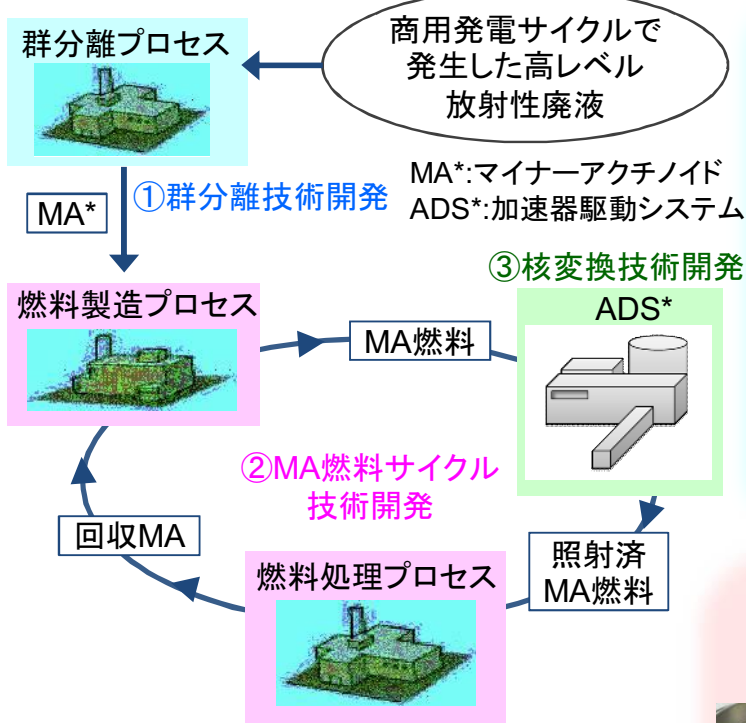 群分離プロセス
商用発電サイクルで
発生した高レベル
放射性廃液
MA*
①群分離技術開発
MA*:マイナーアクチノイド
ADS*:加速器駆動システム
③核変換技術開発
燃料製造プロセス
ADS*
MA燃料
②MA燃料サイクル
技術開発
回収MA
照射済
MA燃料
燃料処理プロセス